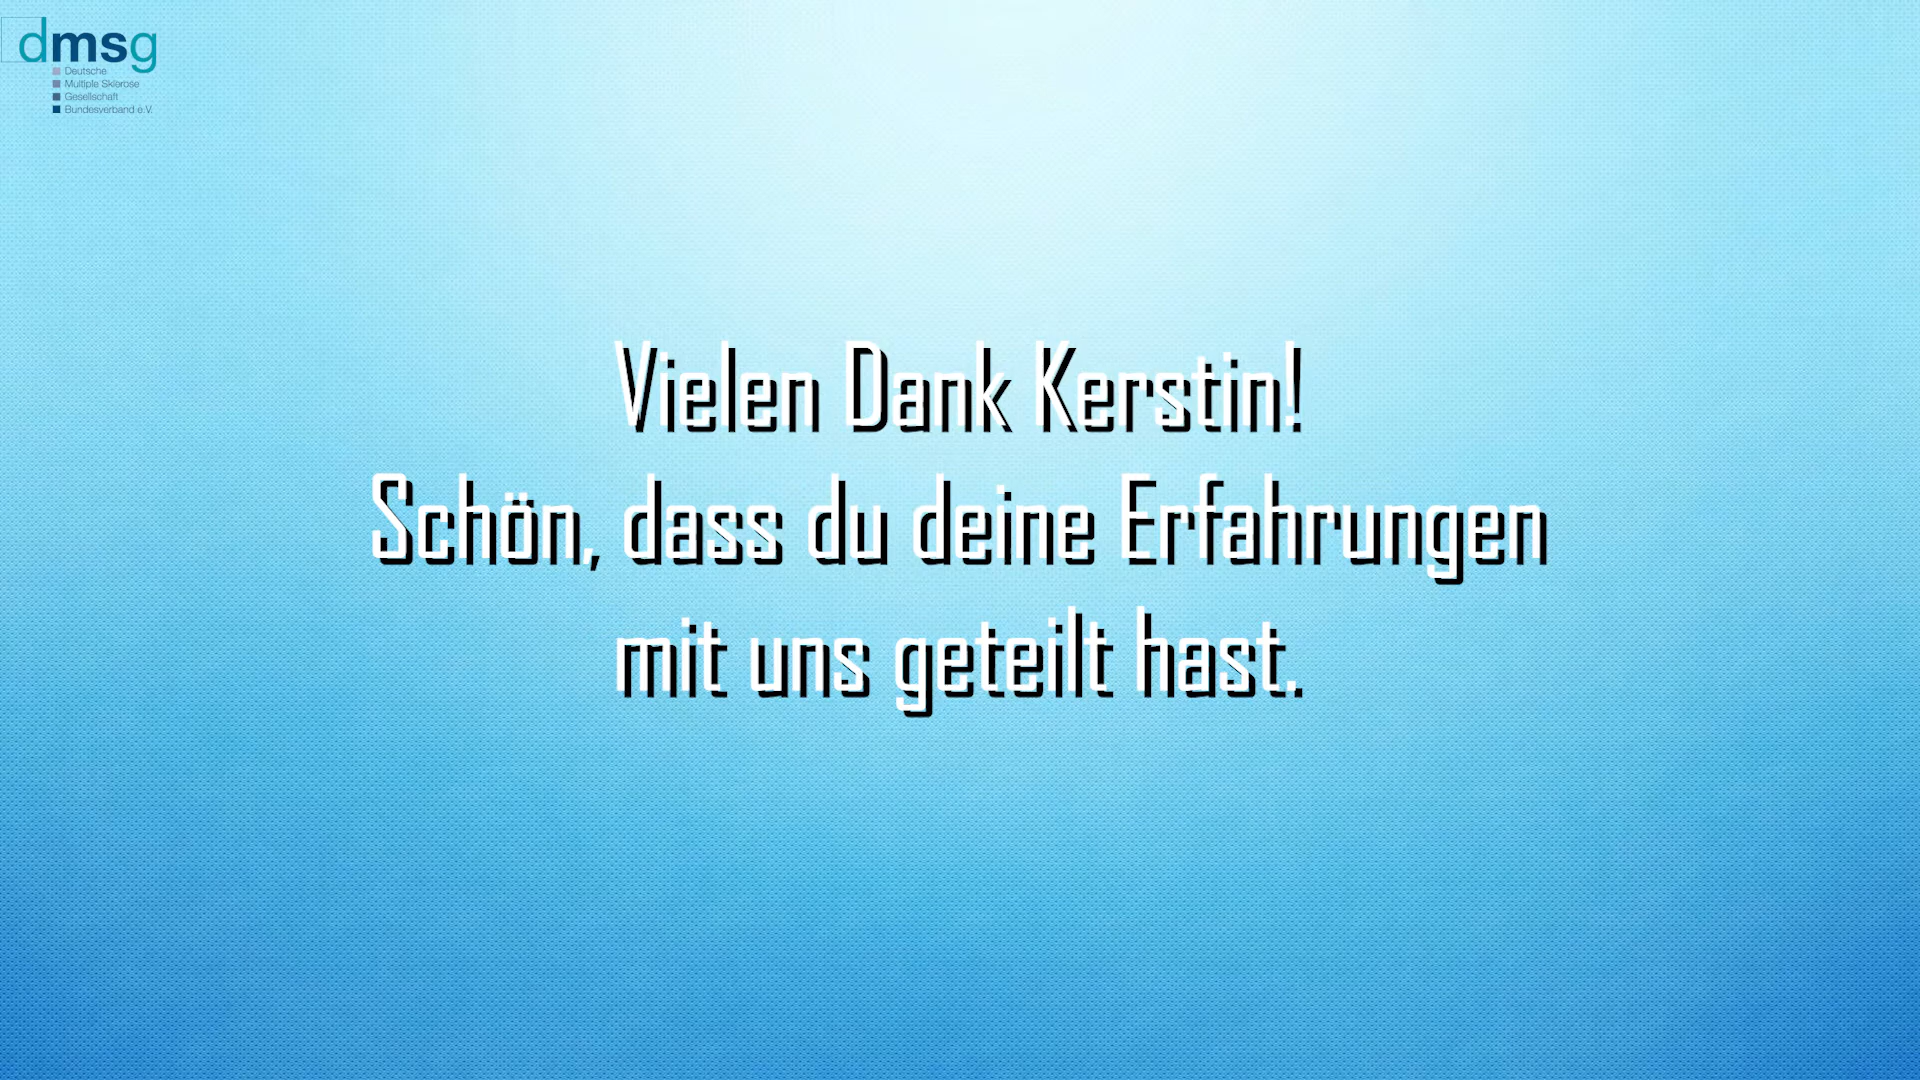 dmsg
Deutsche
Multiple Sklerose
Gesellschaft
Bundesverband e.V.
Vielen Dank Kerstin!
Schön, dass du deine Erfahrungen
mit uns geteilt hast.